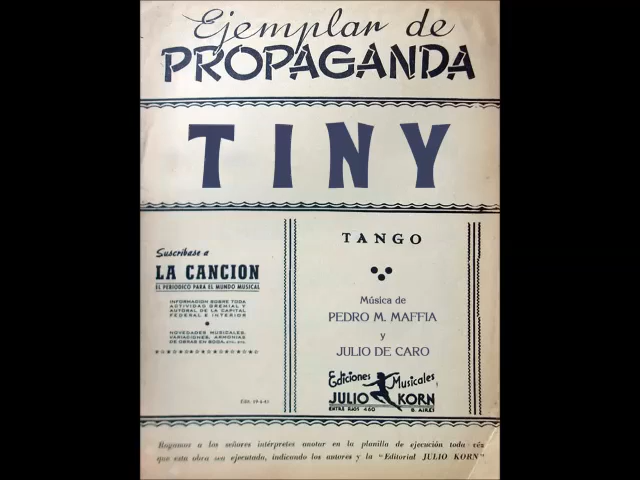 Ejemplar de
PROPAGANDA
TINY
Suscríbase a
LA CANCION
EL PERIODICO PARA EL MUNDO MUSICAL
INFORMACION SOBRE TODA
ACTIVIDAD GREMIAL Y
AUTORAL DE LA CAPITAL
FEDERAL E INTERIOR
NOVEDADES MUSICALES,
VARIACIONES, ARMONIAS
DE OBRAS EN BOGA, etc., etc.
TANGO
Música de
PEDRO M. MAFFIA
y
JULIO DE CARO
Ediciones Musicales
JULIO KORN
ENTRE RIOS 460 B. AIRES
Rogamos a los señores intérpretes anotar en la planilla de ejecución toda vez
que esta obra sea ejecutada, indicando los autores y la "Editorial JULIO KORN"